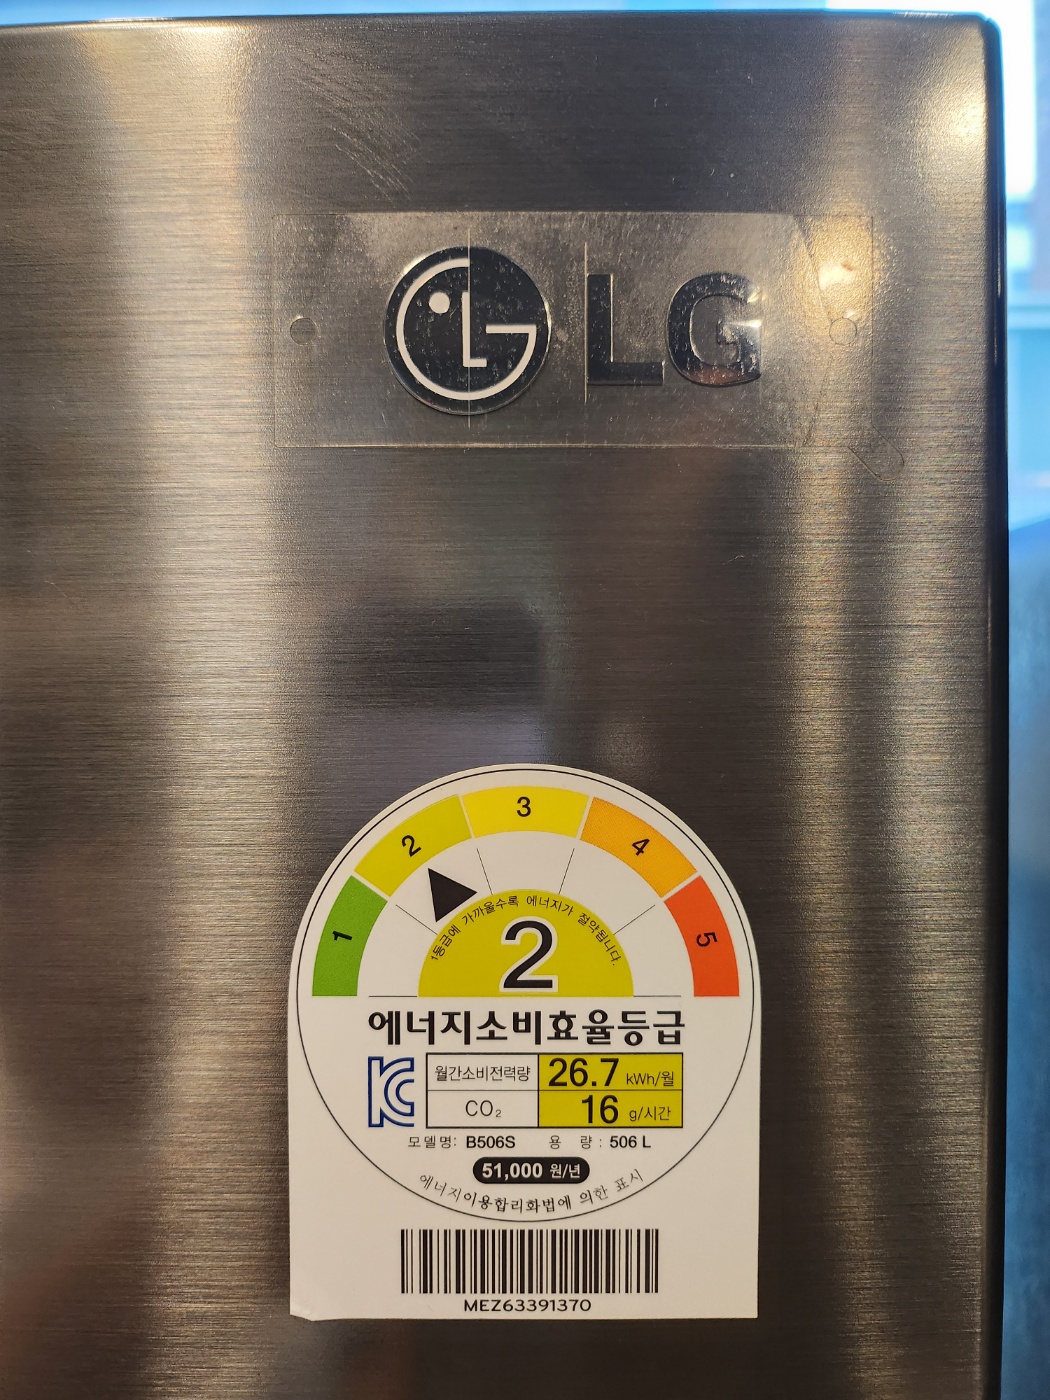 LG
1 2 3 4 5
1등급에 가까울수록 에너지가 절약됩니다.
2
에너지소비효율등급
월간소비전력량 26.7 kWh/월
CO₂ 16 g/시간
모델명: B506S 용 량 : 506 L
51,000 원/년
에너지이용합리화법에 의한 표시
MEZ63391370